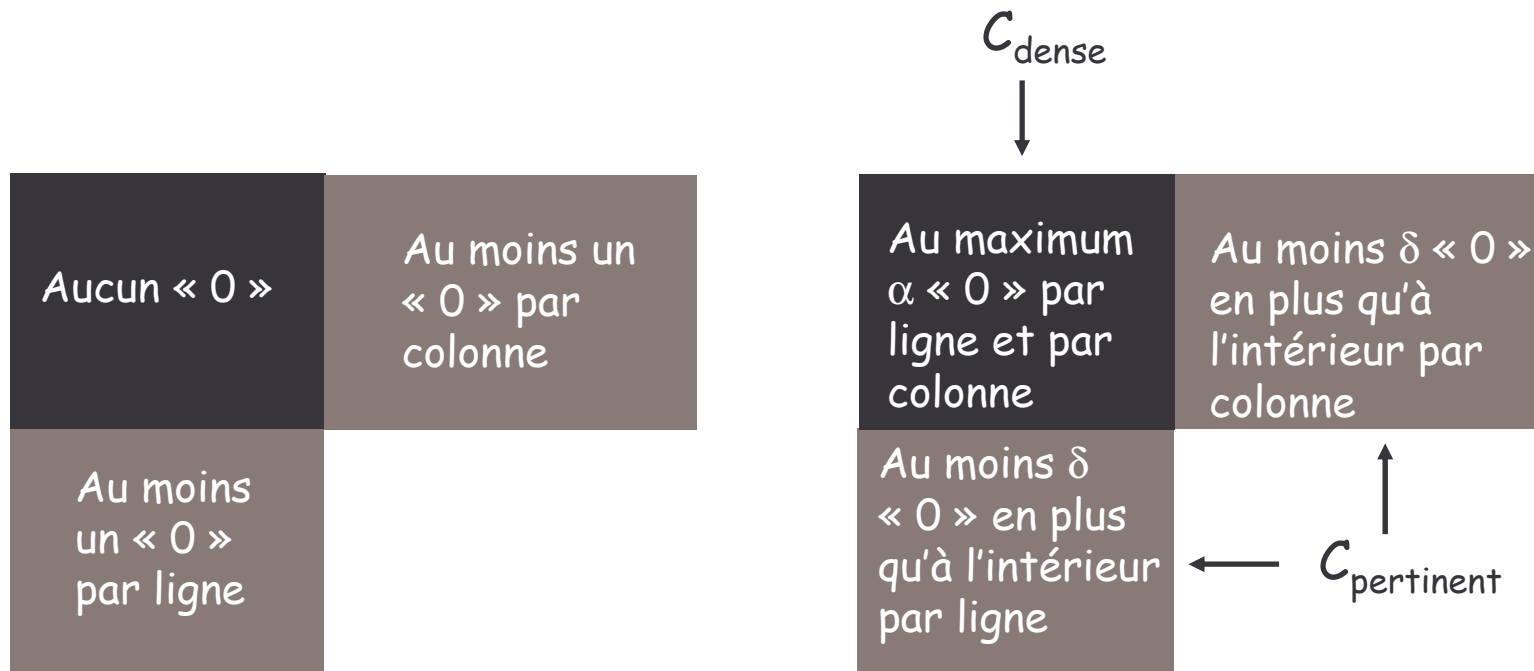 C dense
Aucun « 0 »
Au moins un
« 0 » par
colonne
Au moins
un « 0 »
par ligne
Au maximum
α « 0 » par
ligne et par
colonne
Au moins δ « 0 »
en plus qu'à
l'intérieur par
colonne
Au moins δ
« 0 » en plus
qu'à l'intérieur
par ligne
C pertinent